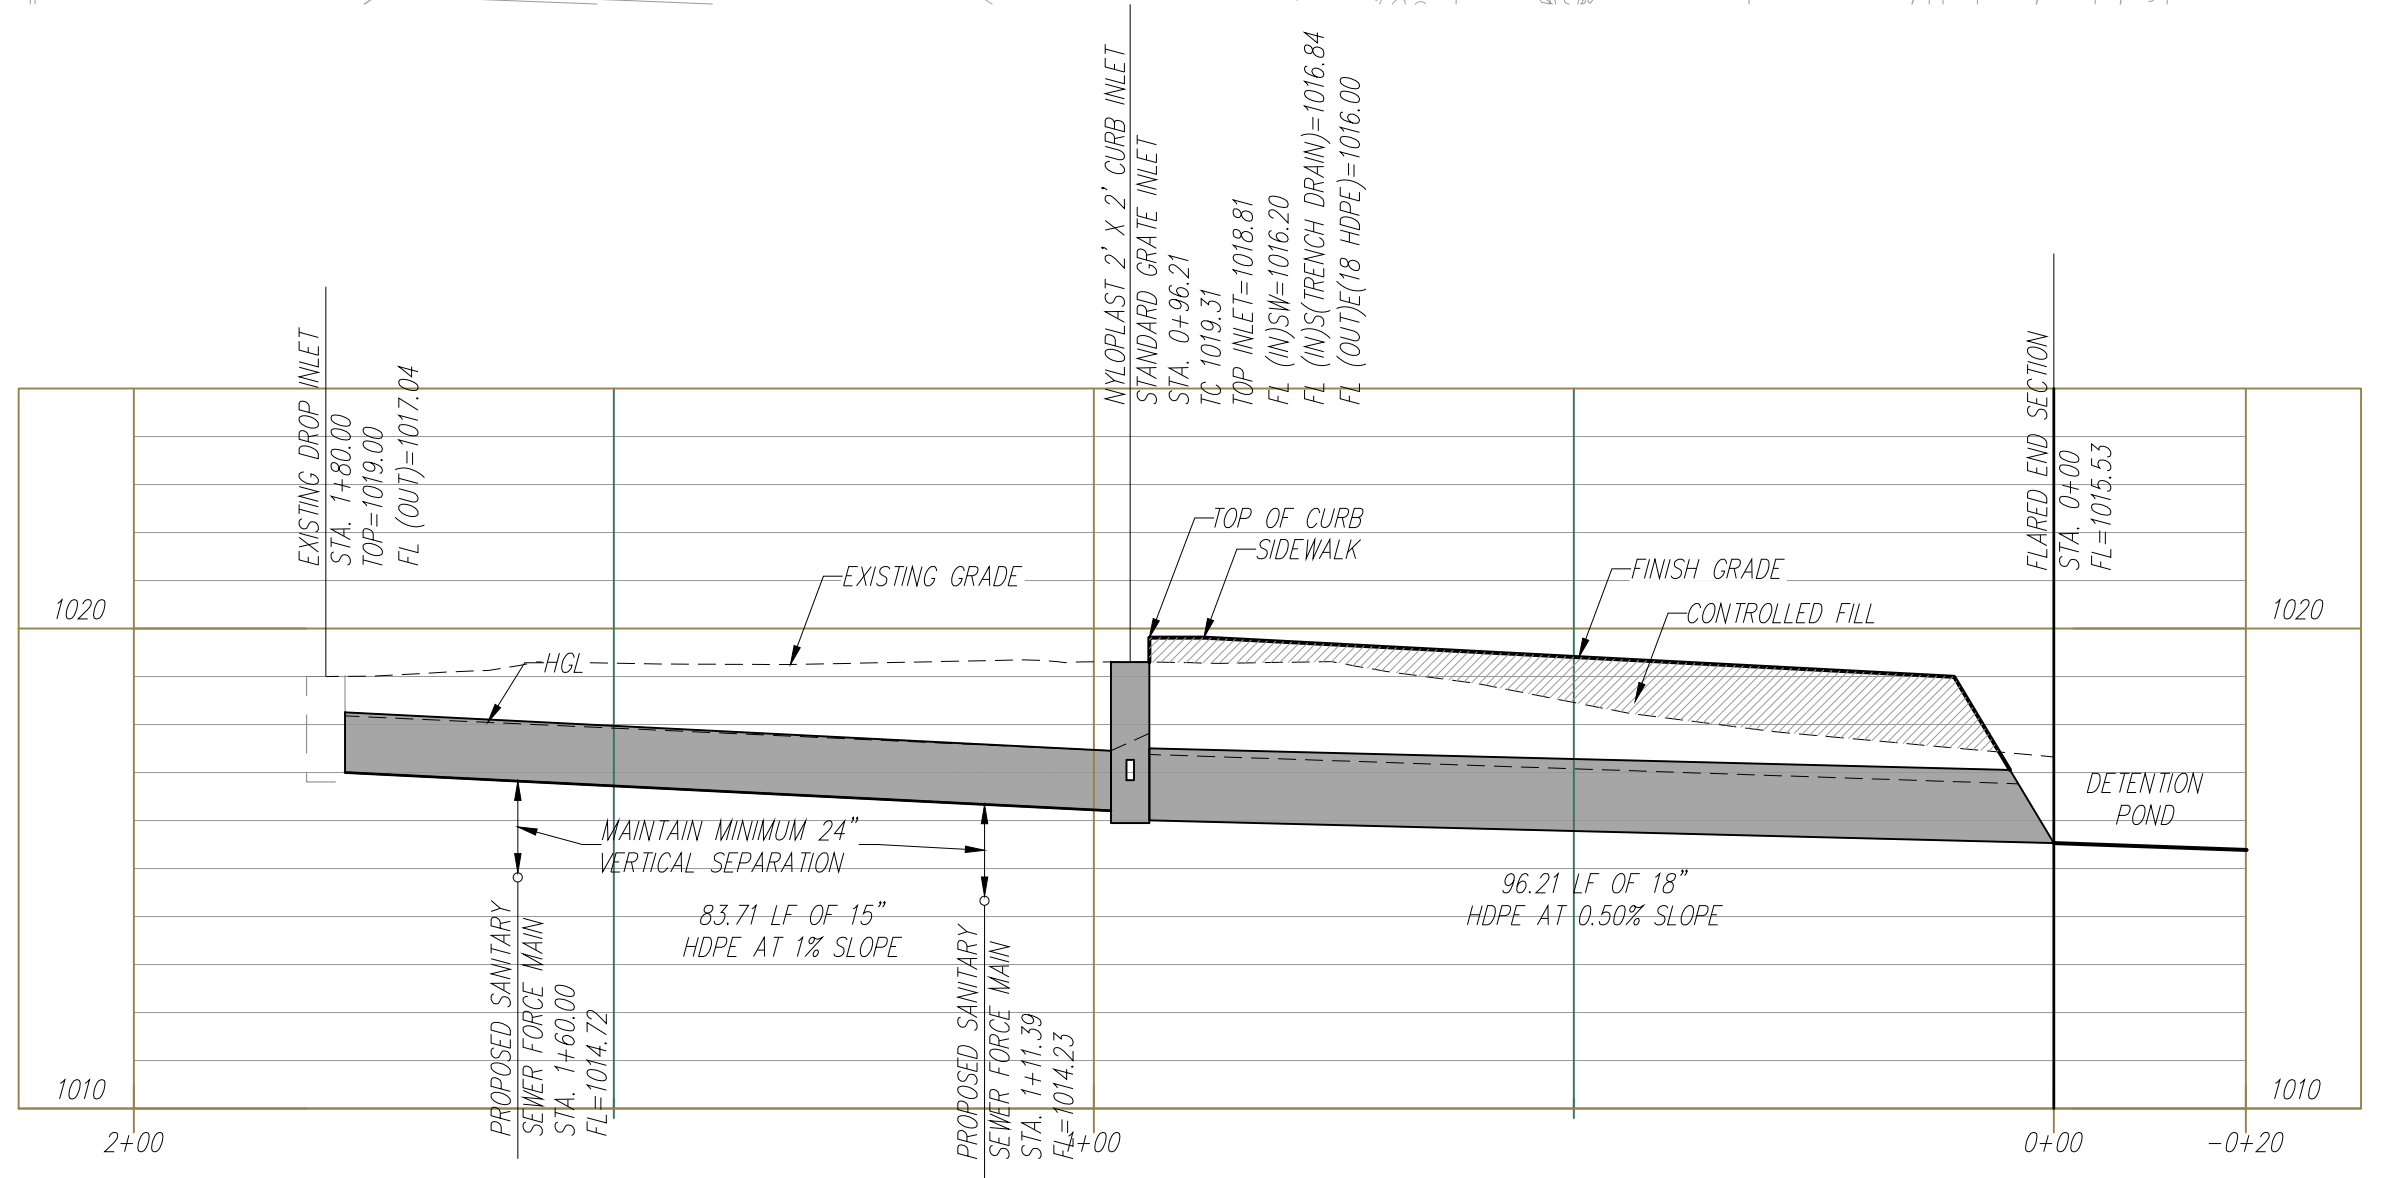 NYLOPLAST 2' X 2' CURB INLET
STANDARD GRATE INLET
STA. 0+96.21
TC 1019.31
TOP INLET=1018.81
FL (IN)SW=1016.20
FL (IN)S(TRENCH DRAIN)=1016.84
FL (OUT)E(18 HDPE)=1016.00
EXISTING DROP INLET
STA. 1+80.00
TOP=1019.00
FL (OUT)=1017.04
FLARED END SECTION
STA. 0+00
FL=1015.53
TOP OF CURB
SIDEWALK
EXISTING GRADE
FINISH GRADE
CONTROLLED FILL
1020
1020
HGL
DETENTION
POND
MAINTAIN MINIMUM 24"
VERTICAL SEPARATION
83.71 LF OF 15"
HDPE AT 1% SLOPE
96.21 LF OF 18"
HDPE AT 0.50% SLOPE
PROPOSED SANITARY
SEWER FORCE MAIN
STA. 1+60.00
FL=1014.72
PROPOSED SANITARY
SEWER FORCE MAIN
STA. 1+11.39
FL=1014.23
1010
1010
2+00
1+00
0+00
-0+20